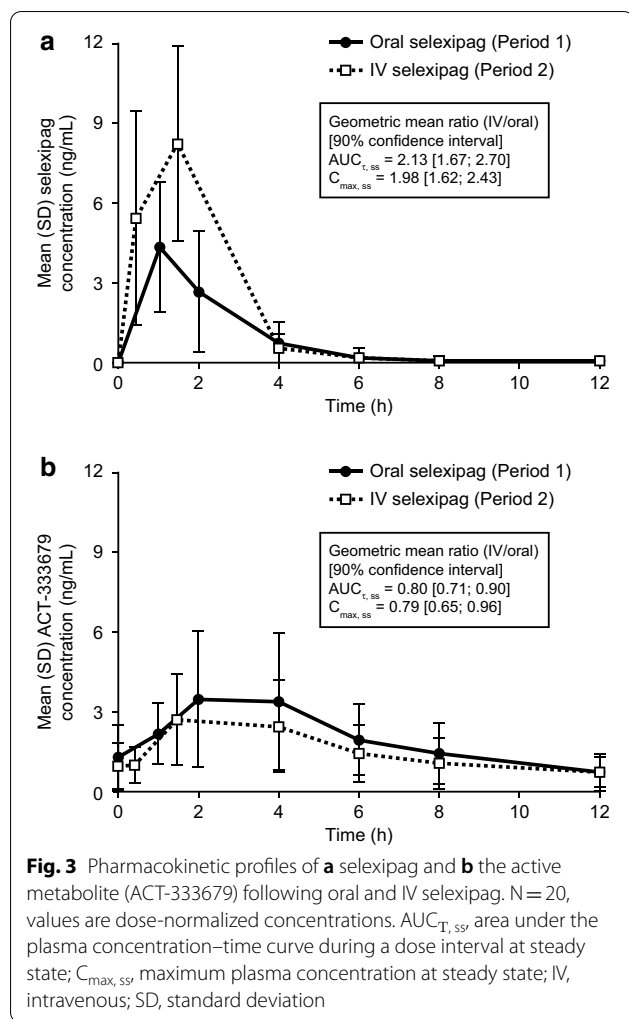 a
12
9
6
3
0
Mean (SD) selexipag
concentration (ng/mL)
Oral selexipag (Period 1)
IV selexipag (Period 2)
Geometric mean ratio (IV/oral)
[90% confidence interval]
AUCτ, ss = 2.13 [1.67; 2.70]
Cmax, ss = 1.98 [1.62; 2.43]
0 2 4 6 8 10 12
Time (h)
b
12
9
6
3
0
Mean (SD) ACT-333679
concentration (ng/mL)
Oral selexipag (Period 1)
IV selexipag (Period 2)
Geometric mean ratio (IV/oral)
[90% confidence interval]
AUCτ, ss = 0.80 [0.71; 0.90]
Cmax, ss = 0.79 [0.65; 0.96]
0 2 4 6 8 10 12
Time (h)
Fig. 3 Pharmacokinetic profiles of a selexipag and b the active
metabolite (ACT-333679) following oral and IV selexipag. N = 20,
values are dose-normalized concentrations. AUCT, ss, area under the
plasma concentration–time curve during a dose interval at steady
state; Cmax, ss, maximum plasma concentration at steady state; IV,
intravenous; SD, standard deviation